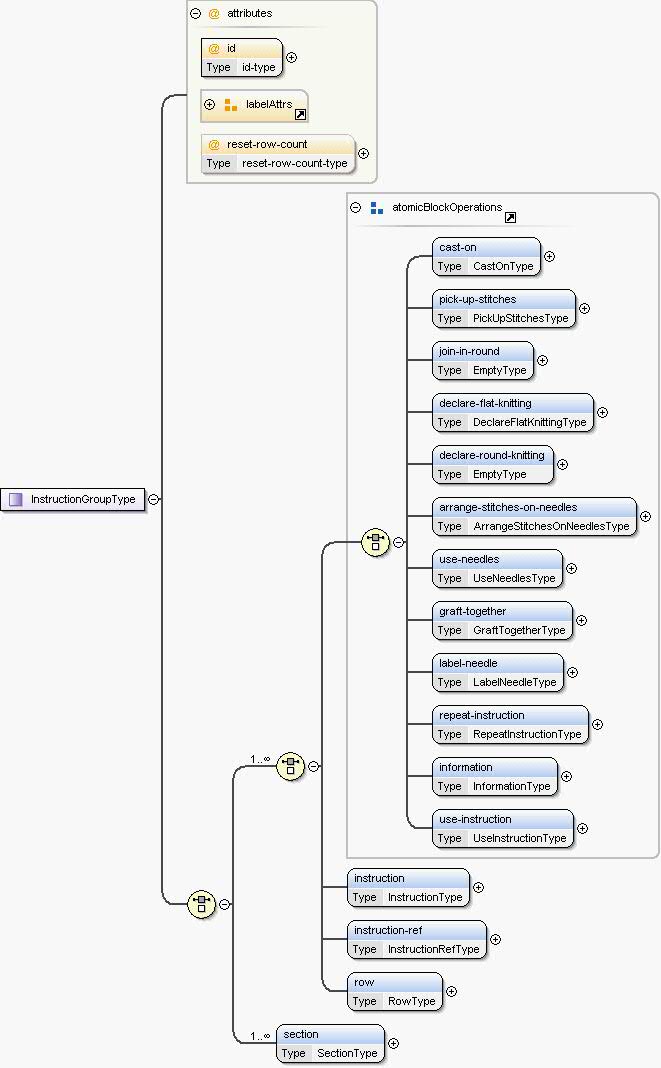 @ attributes
@ id
Type id-type
labelAttrs
@ reset-row-count
Type reset-row-count-type
atomicBlockOperations
cast-on
Type CastOnType
pick-up-stitches
Type PickUpStitchesType
join-in-round
Type EmptyType
declare-flat-knitting
Type DeclareFlatKnittingType
declare-round-knitting
Type EmptyType
InstructionGroupType
arrange-stitches-on-needles
Type ArrangeStitchesOnNeedlesType
use-needles
Type UseNeedlesType
graft-together
Type GraftTogetherType
label-needle
Type LabelNeedleType
repeat-instruction
Type RepeatInstructionType
1..∞
information
Type InformationType
use-instruction
Type UseInstructionType
instruction
Type InstructionType
instruction-ref
Type InstructionRefType
row
Type RowType
1..∞
section
Type SectionType